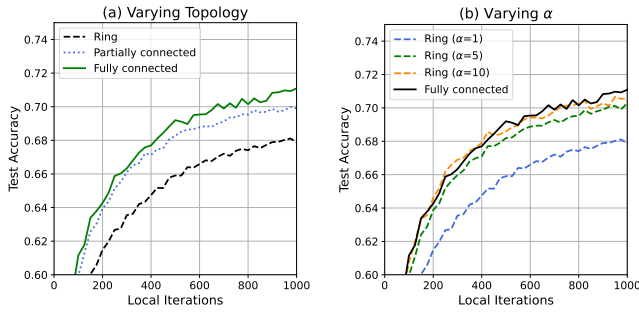 (a) Varying Topology
Test Accuracy
0.74
0.72
0.70
0.68
0.66
0.64
0.62
0.60
Ring
Partially connected
Fully connected
0
200
400
600
800
1000
Local Iterations
(b) Varying α
Test Accuracy
0.74
0.72
0.70
0.68
0.66
0.64
0.62
0.60
Ring (α=1)
Ring (α=5)
Ring (α=10)
Fully connected
0
200
400
600
800
1000
Local Iterations